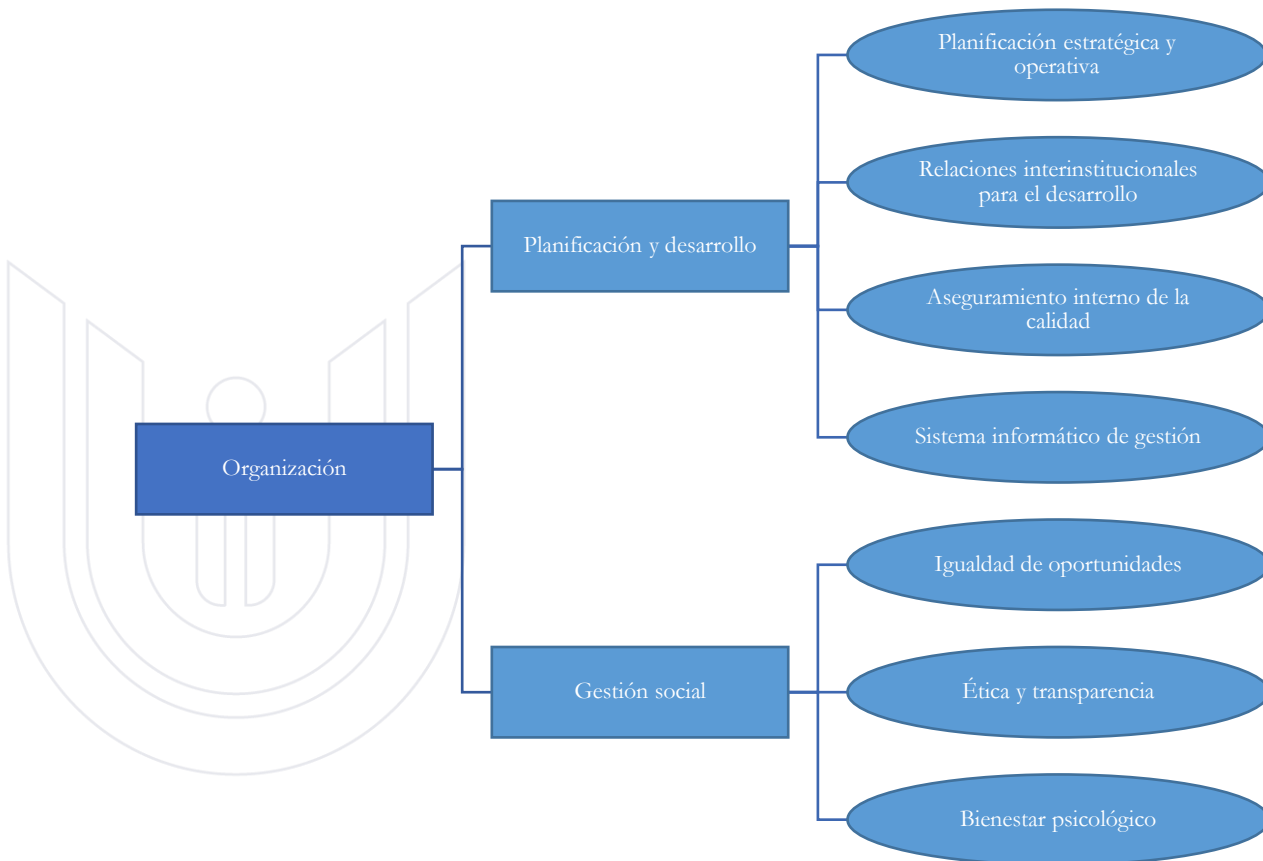 Organización
Planificación y desarrollo
Planificación estratégica y
operativa
Relaciones interinstitucionales
para el desarrollo
Aseguramiento interno de la
calidad
Sistema informático de gestión
Gestión social
Igualdad de oportunidades
Ética y transparencia
Bienestar psicológico